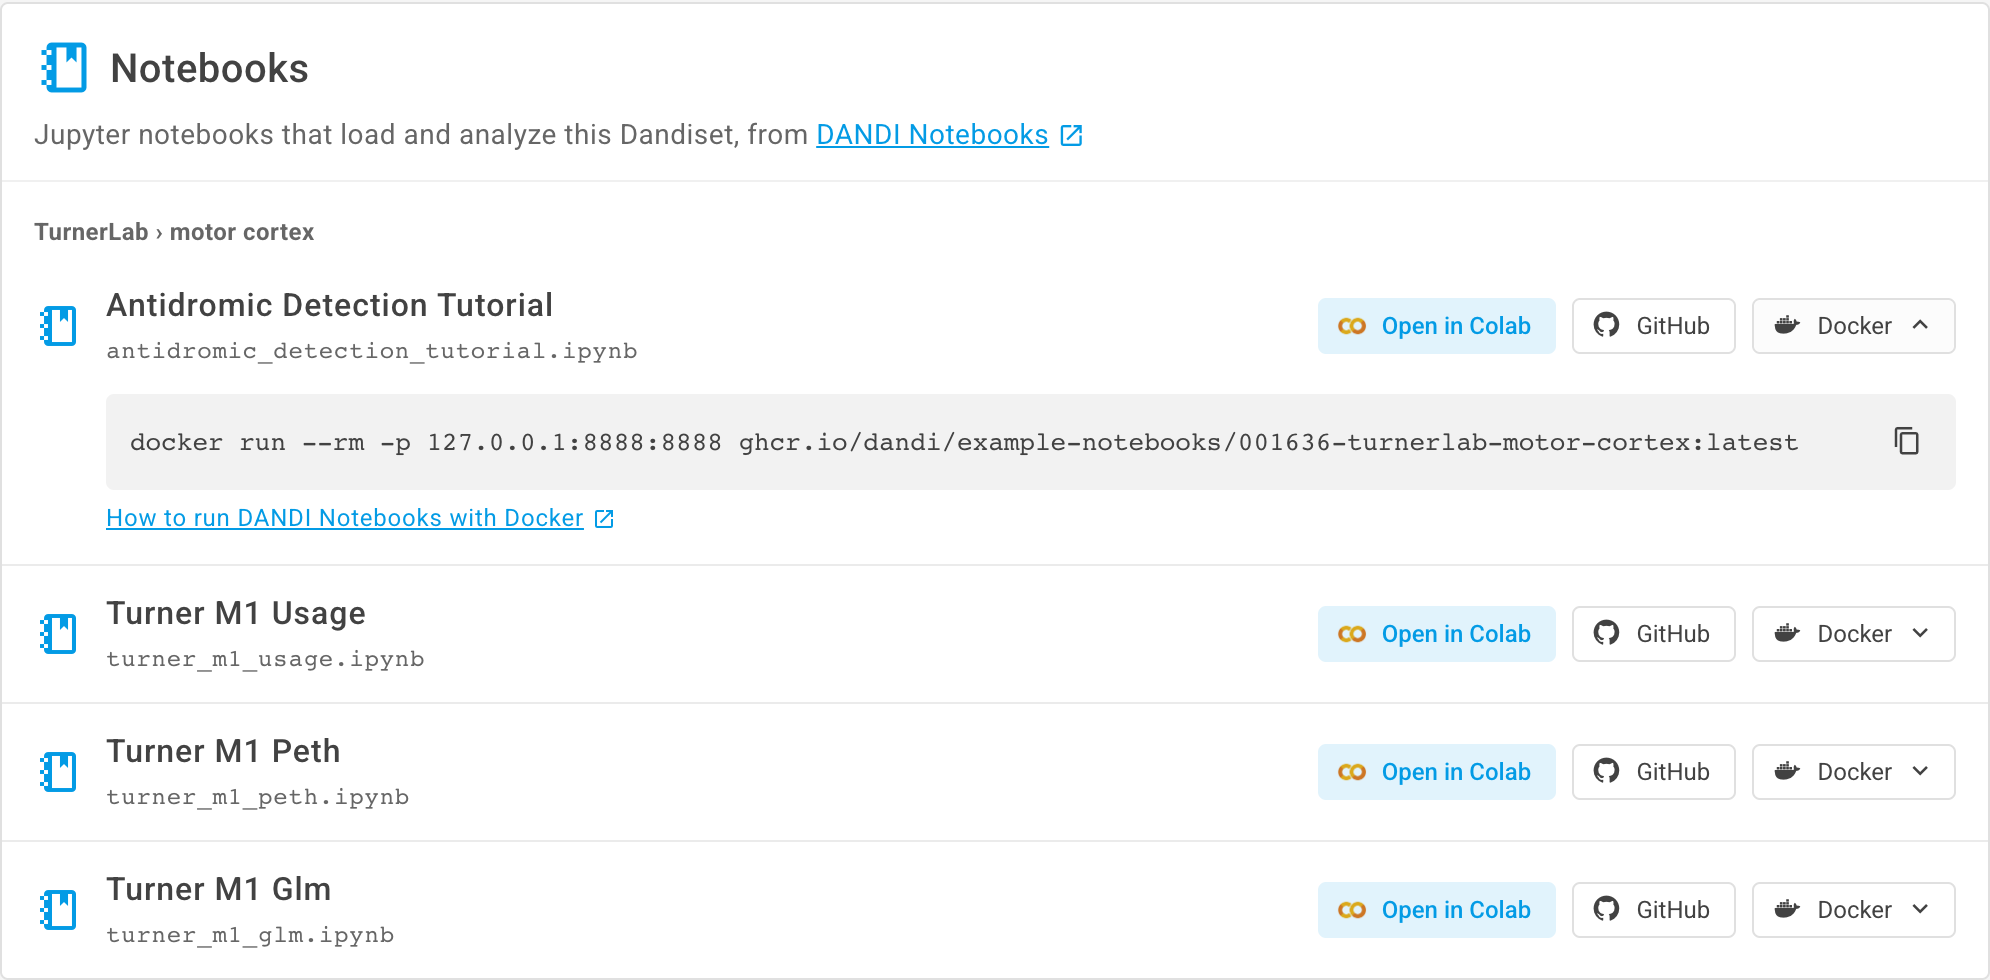 Notebooks
Jupyter notebooks that load and analyze this Dandiset, from DANDI Notebooks
TurnerLab › motor cortex
Antidromic Detection Tutorial
antidromic_detection_tutorial.ipynb
Open in Colab
GitHub
Docker
docker run --rm -p 127.0.0.1:8888:8888 ghcr.io/dandi/example-notebooks/001636-turnerlab-motor-cortex:latest
How to run DANDI Notebooks with Docker
Turner M1 Usage
turner_m1_usage.ipynb
Open in Colab
GitHub
Docker
Turner M1 Peth
turner_m1_peth.ipynb
Open in Colab
GitHub
Docker
Turner M1 Glm
turner_m1_glm.ipynb
Open in Colab
GitHub
Docker